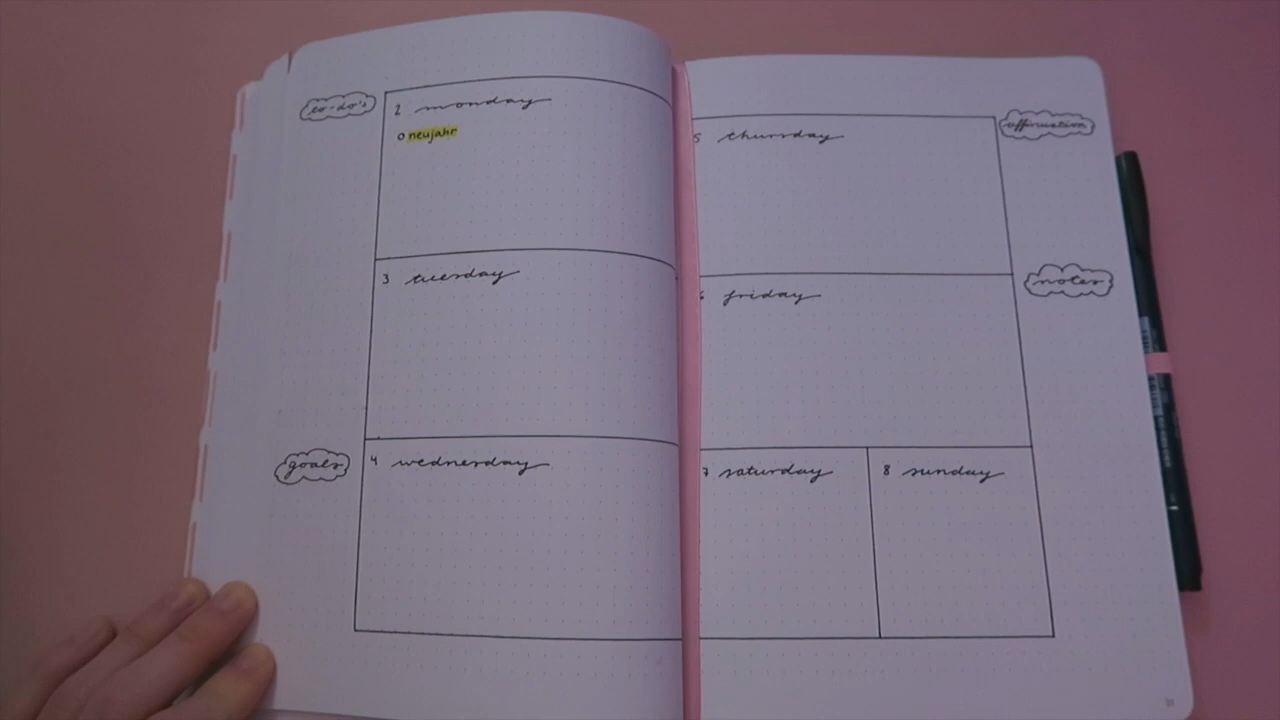 to-do's
2 monday
o neujahr
3 tuesday
goals
4 wednesday
5 thursday
affirmation
6 friday
notes
7 saturday
8 sunday
31